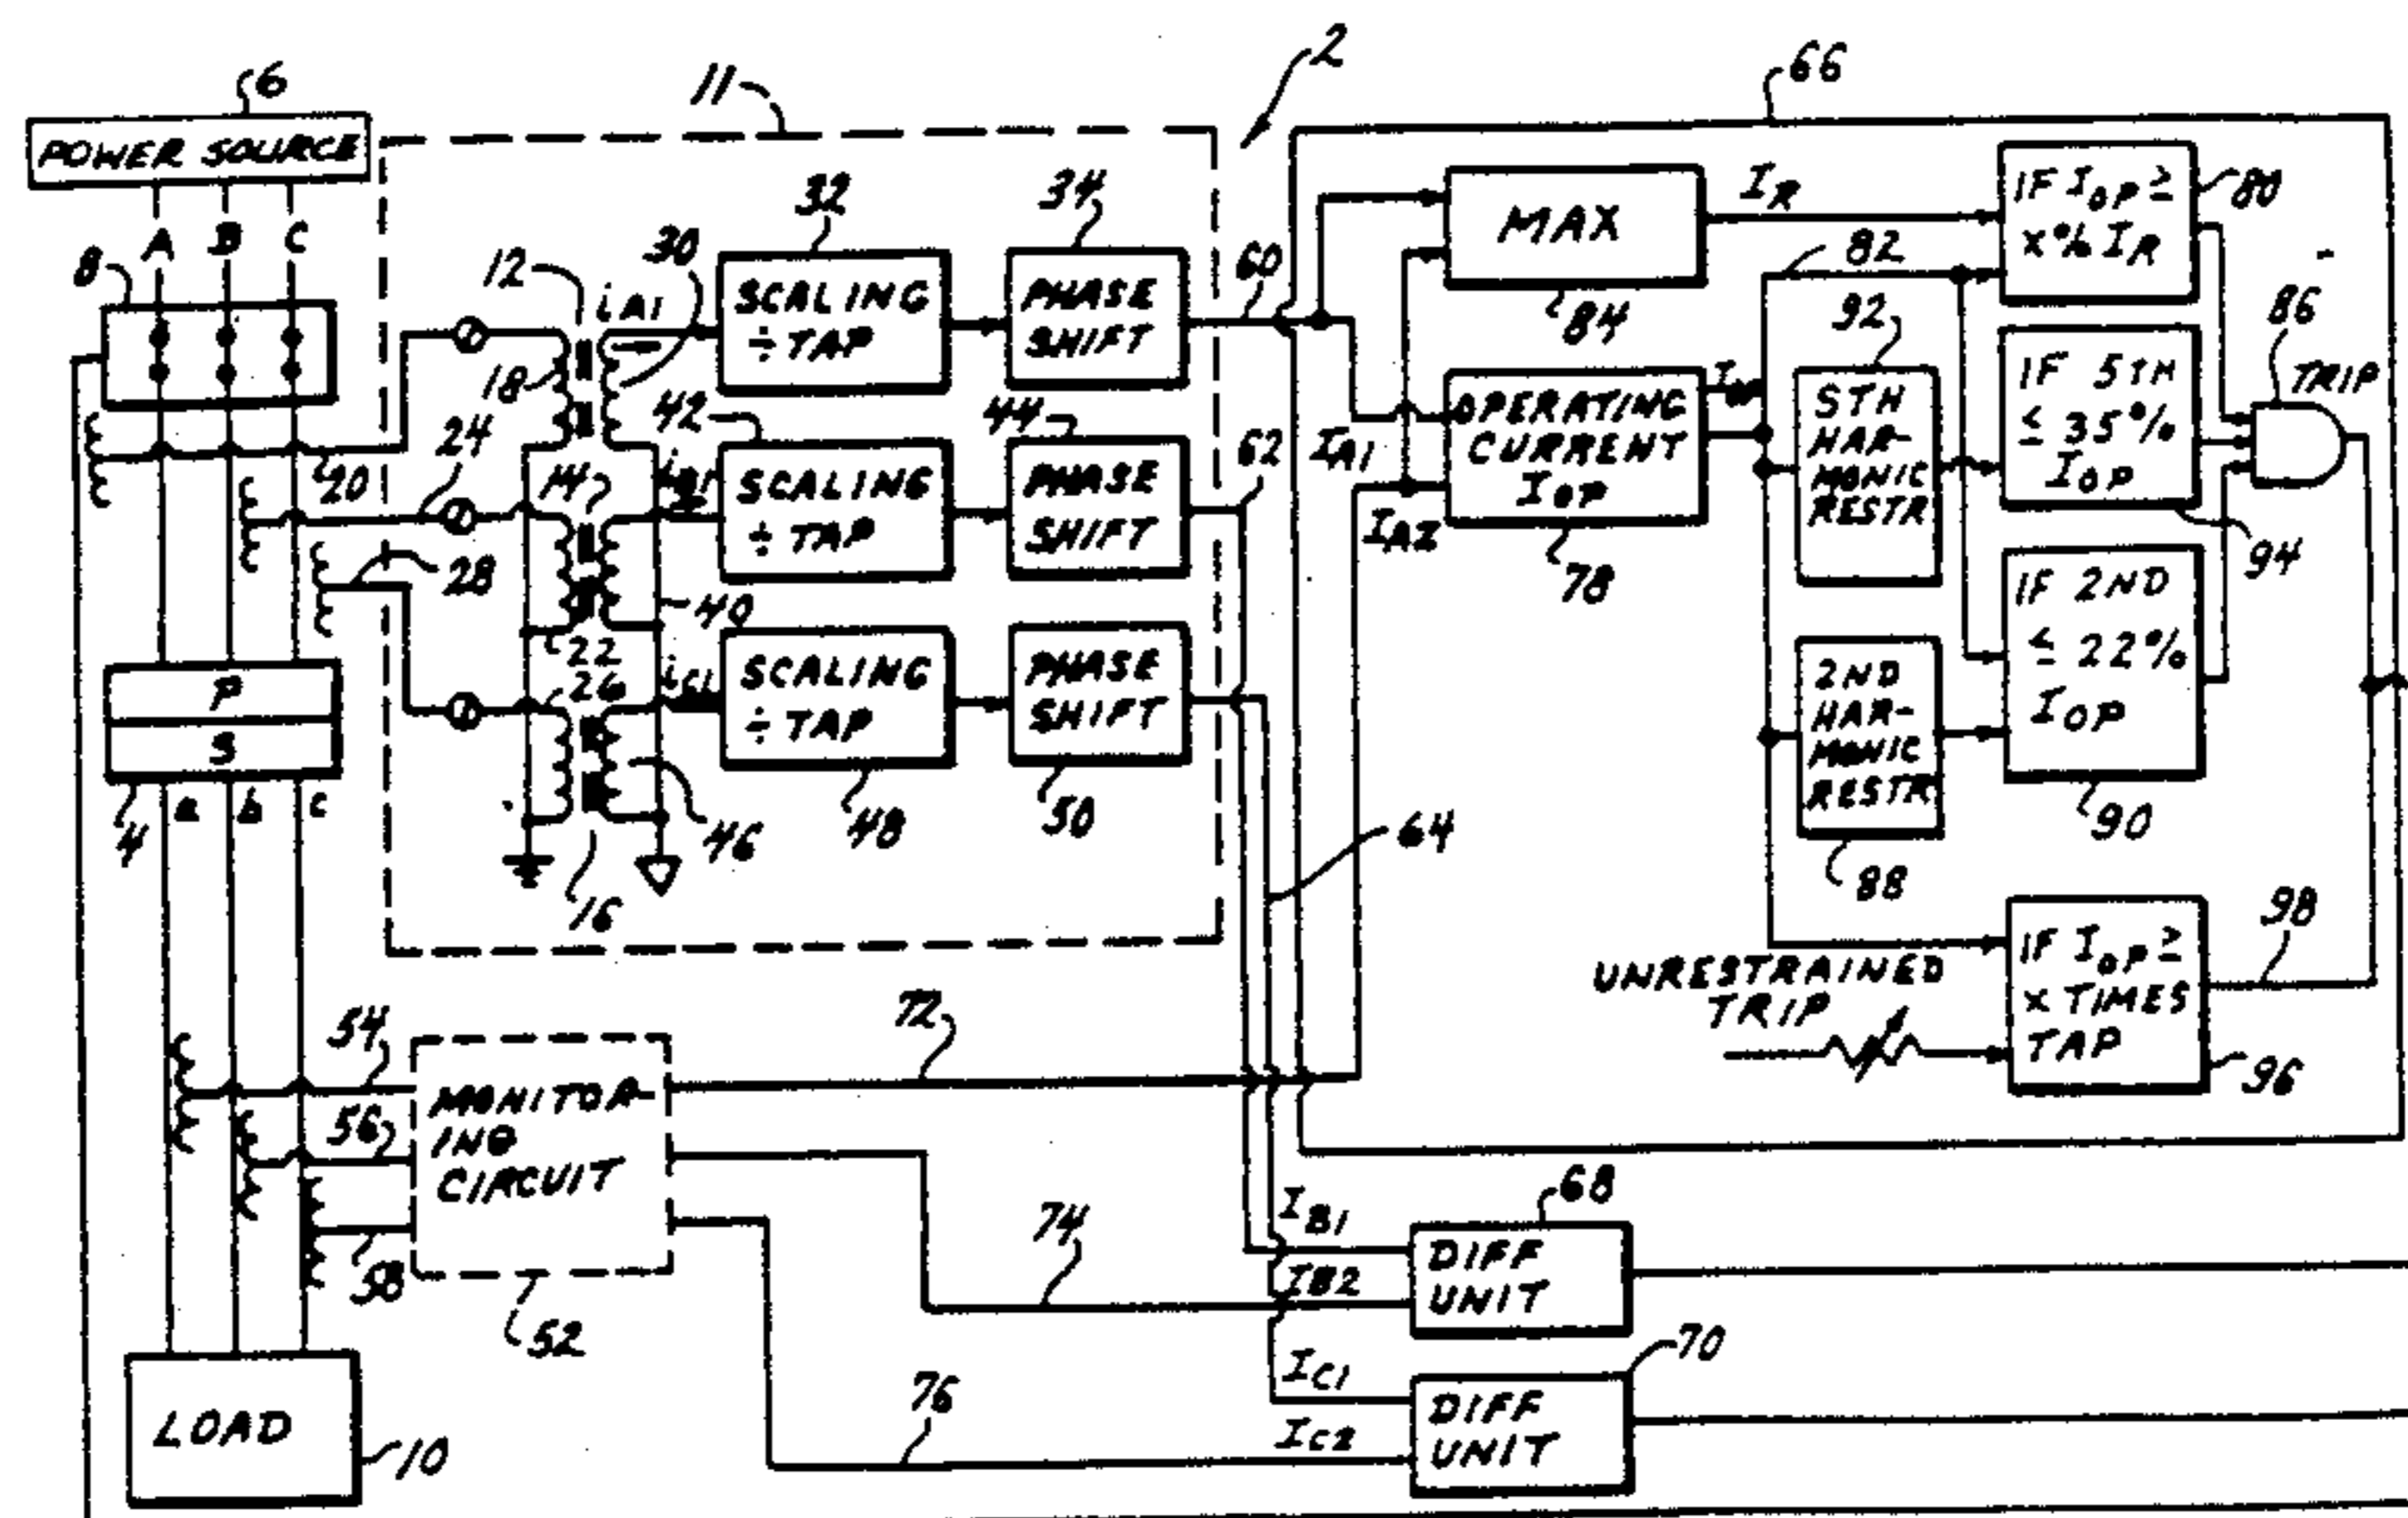 2
66
6
11
POWER SOURCE
A B C
8
12
30
32
34
60
iA1
SCALING
÷ TAP
PHASE
SHIFT
MAX
84
IR
82
IF IOP ≥
X% IR
80
18
20
24
14
42
44
62
SCALING
÷ TAP
PHASE
SHIFT
IA1
IA2
OPERATING
CURRENT
IOP
78
92
5TH
HAR-
MONIC
RESTR
IF 5TH
≤ 35%
IOP
94
86
TRIP
28
22
40
26
iC1
SCALING
÷ TAP
PHASE
SHIFT
48
50
46
16
64
P
S
4
a b c
2ND
HAR-
MONIC
RESTR
88
IF 2ND
≤ 22%
IOP
90
UNRESTRAINED
TRIP
IF IOP ≥
X TIMES
TAP
98
96
54
56
58
MONITOR-
ING
CIRCUIT
52
72
74
76
IB1
IB2
DIFF
UNIT
68
IC1
IC2
DIFF
UNIT
70
LOAD
10